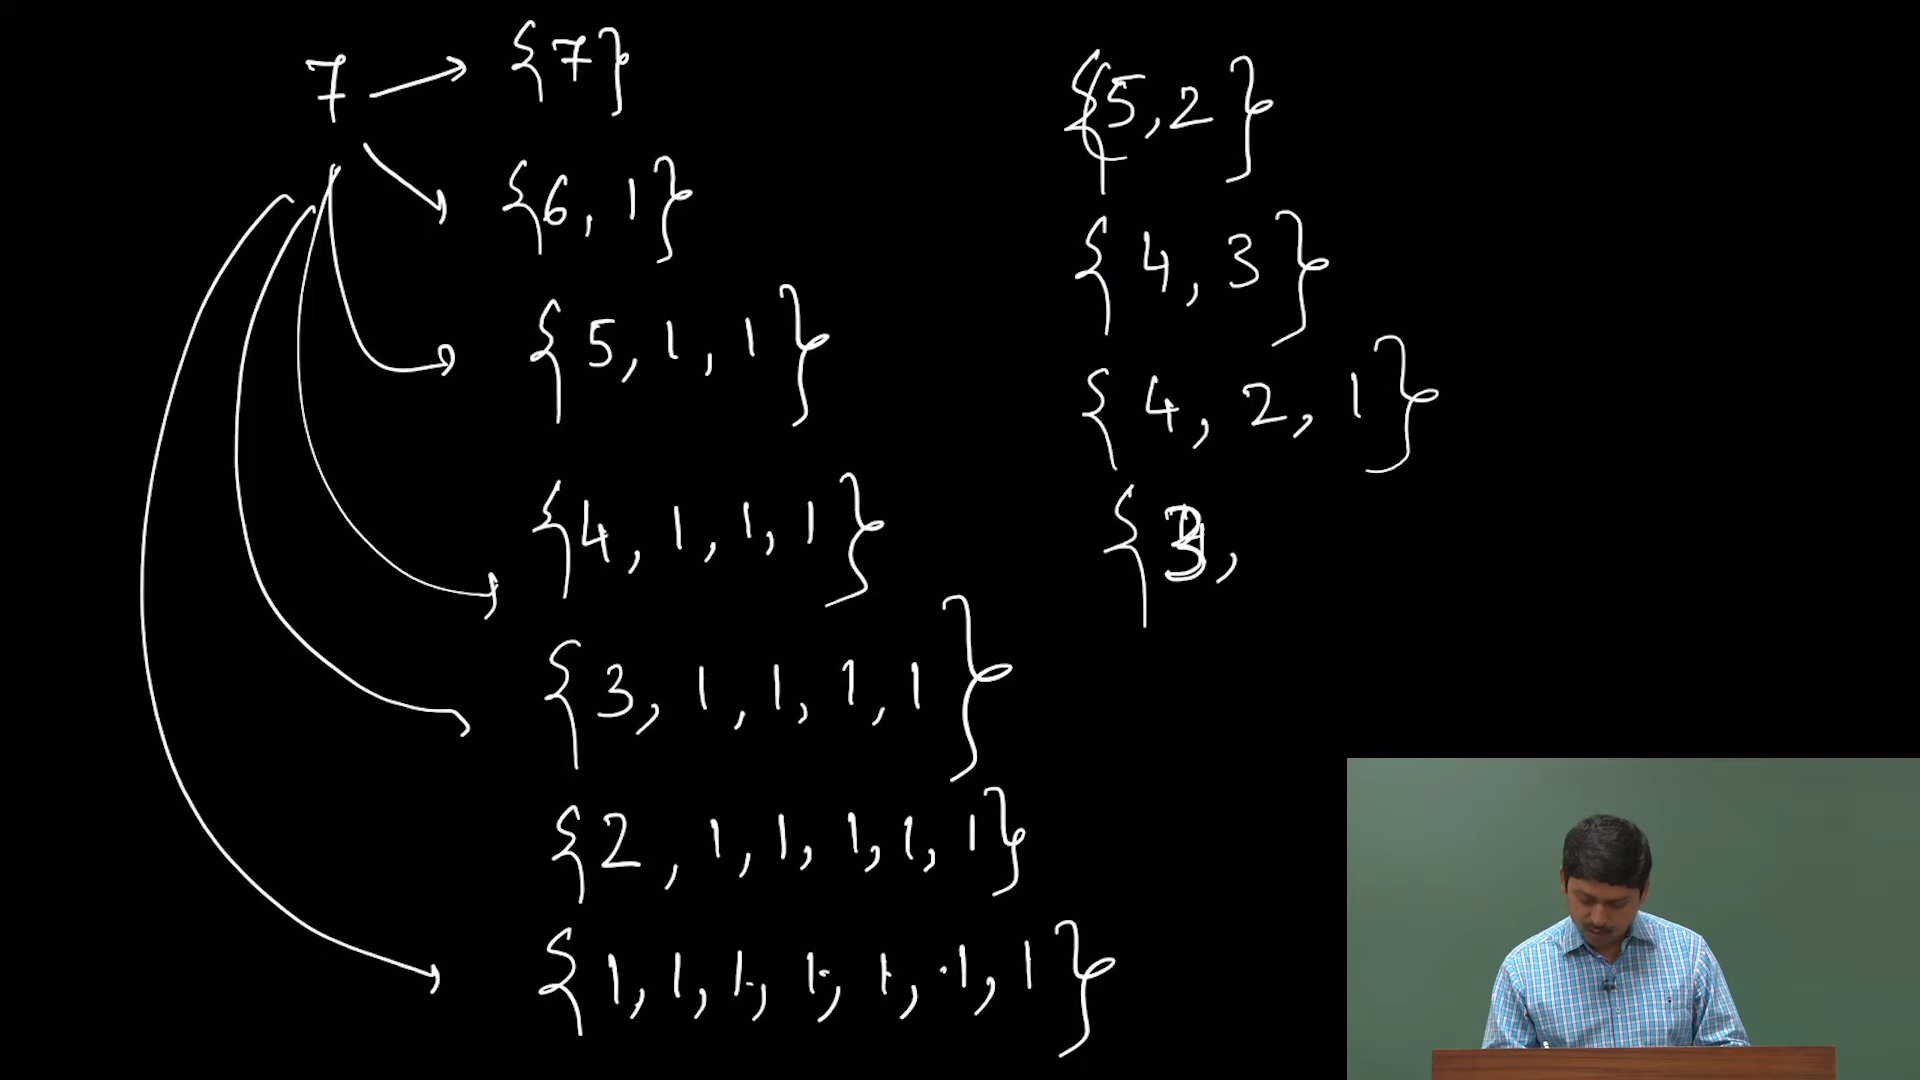 7 → {7}
{6, 1}
{5, 1, 1}
{4, 1, 1, 1}
{3, 1, 1, 1, 1}
{2, 1, 1, 1, 1, 1}
{1, 1, 1, 1, 1, 1, 1}
{5, 2}
{4, 3}
{4, 2, 1}
{3,